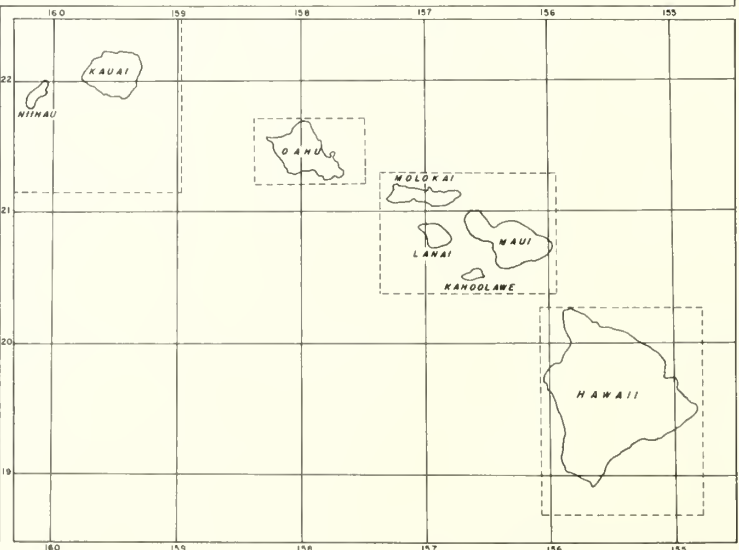 160 159 158 157 156 155
KAUAI
22
NIIHAU
OAHU
MOLOKAI
21
MAUI
LANAI
KAHOOLAWE
20
HAWAII
19
160 159 158 157 156 155